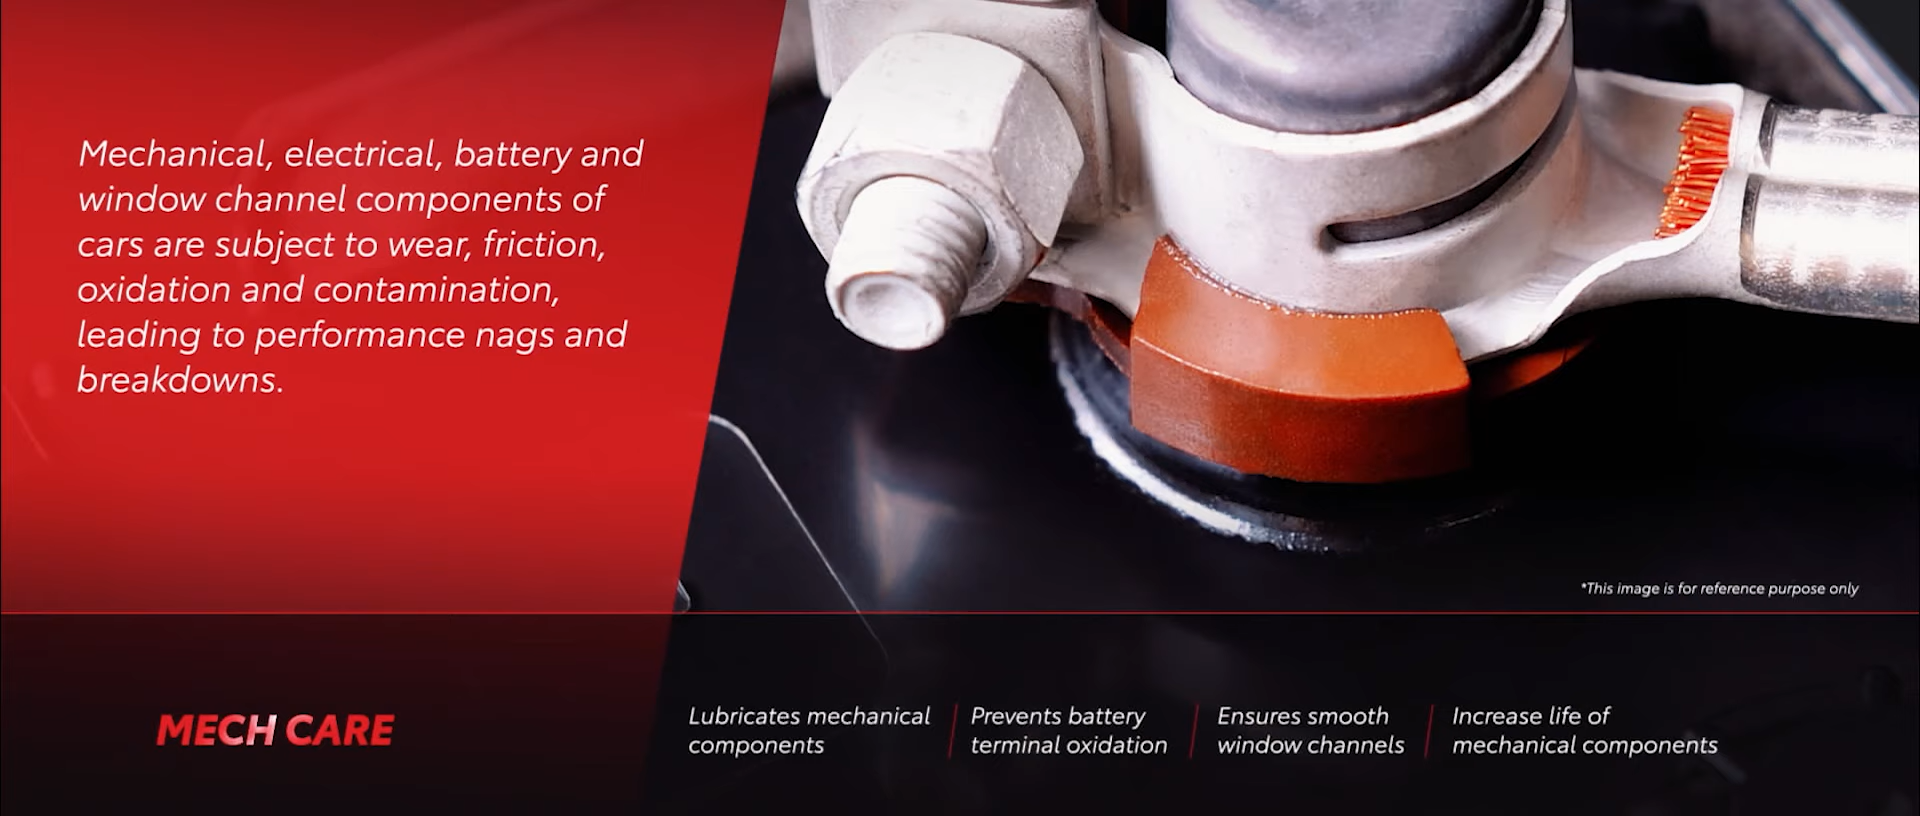 Mechanical, electrical, battery and
window channel components of
cars are subject to wear, friction,
oxidation and contamination,
leading to performance nags and
breakdowns.
*This image is for reference purpose only
MECH CARE
Lubricates mechanical
components
Prevents battery
terminal oxidation
Ensures smooth
window channels
Increase life of
mechanical components